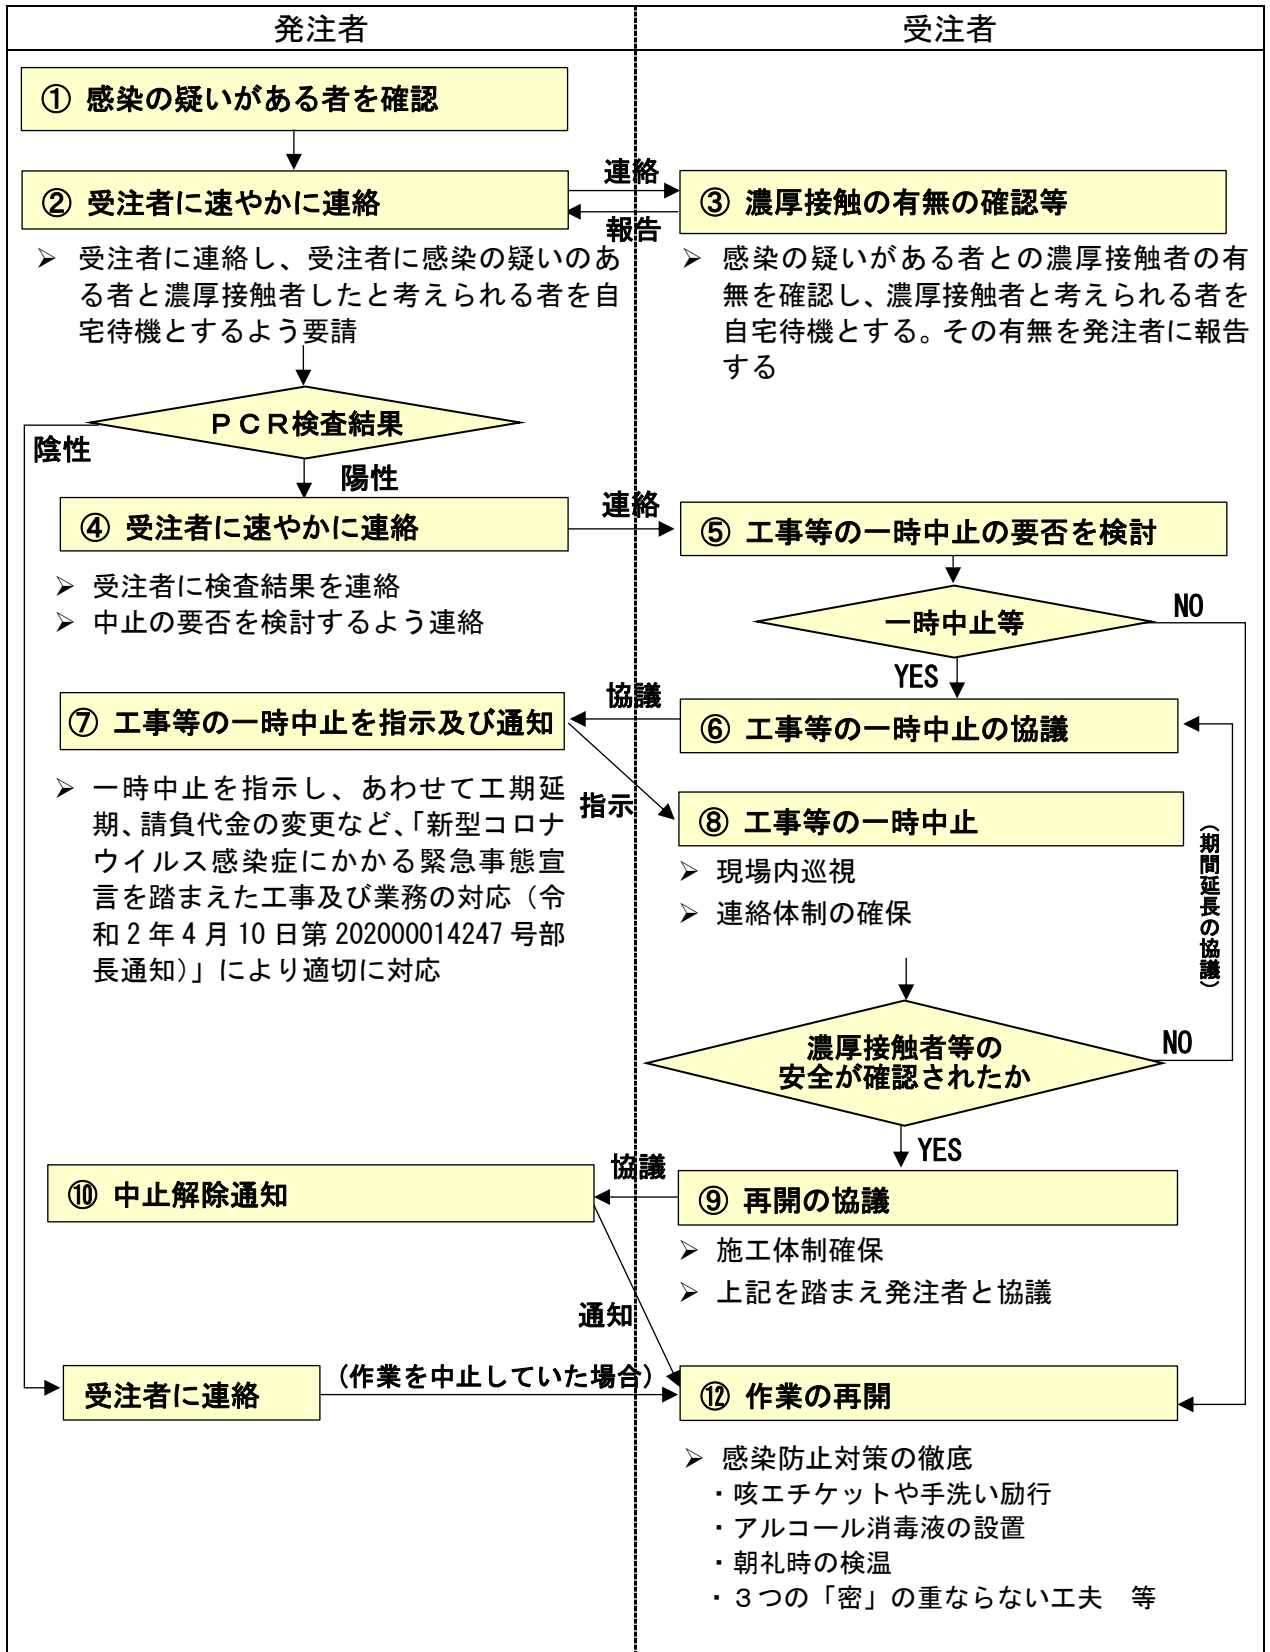 発注者
受注者
① 感染の疑いがある者を確認
② 受注者に速やかに連絡
連絡
報告
③ 濃厚接触の有無の確認等
➢ 受注者に連絡し、受注者に感染の疑いのあ
る者と濃厚接触者したと考えられる者を自
宅待機とするよう要請
➢ 感染の疑いがある者との濃厚接触者の有
無を確認し、濃厚接触者と考えられる者を
自宅待機とする。その有無を発注者に報告
する
ＰＣＲ検査結果
陰性
陽性
④ 受注者に速やかに連絡
連絡
⑤ 工事等の一時中止の要否を検討
➢ 受注者に検査結果を連絡
➢ 中止の要否を検討するよう連絡
一時中止等
NO
YES
⑦ 工事等の一時中止を指示及び通知
協議
⑥ 工事等の一時中止の協議
➢ 一時中止を指示し、あわせて工期延
期、請負代金の変更など、「新型コロナ
ウイルス感染症にかかる緊急事態宣
言を踏まえた工事及び業務の対応（令
和２年４月 10 日第 202000014247 号部
長通知）」により適切に対応
指示
⑧ 工事等の一時中止
➢ 現場内巡視
➢ 連絡体制の確保
（期間延長の協議）
濃厚接触者等の
安全が確認されたか
NO
YES
⑩ 中止解除通知
協議
⑨ 再開の協議
➢ 施工体制確保
➢ 上記を踏まえ発注者と協議
通知
受注者に連絡
（作業を中止していた場合）
⑫ 作業の再開
➢ 感染防止対策の徹底
・咳エチケットや手洗い励行
・アルコール消毒液の設置
・朝礼時の検温
・３つの「密」の重ならない工夫　等